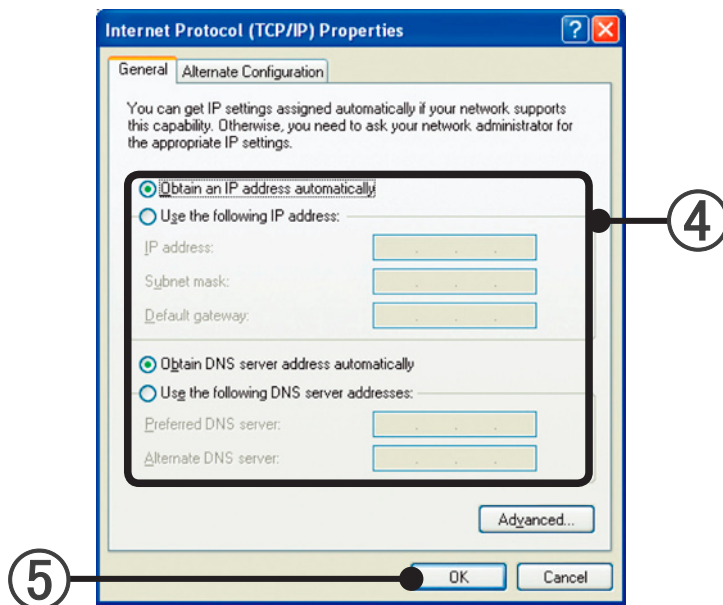 Internet Protocol (TCP/IP) Properties
General Alternate Configuration
You can get IP settings assigned automatically if your network supports
this capability. Otherwise, you need to ask your network administrator for
the appropriate IP settings.
Obtain an IP address automatically
Use the following IP address:
④
IP address:
Subnet mask:
Default gateway:
Obtain DNS server address automatically
Use the following DNS server addresses:
Preferred DNS server:
Alternate DNS server:
Advanced...
⑤
OK Cancel